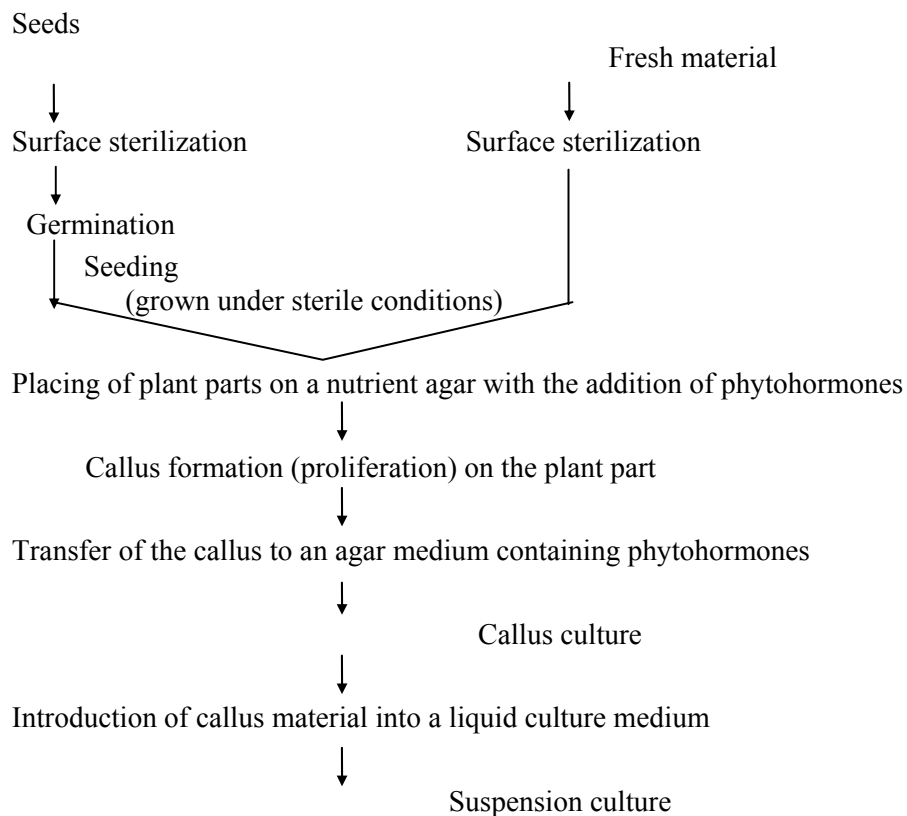 Seeds
Fresh material
Surface sterilization
Surface sterilization
Germination
Seeding
(grown under sterile conditions)
Placing of plant parts on a nutrient agar with the addition of phytohormones
Callus formation (proliferation) on the plant part
Transfer of the callus to an agar medium containing phytohormones
Callus culture
Introduction of callus material into a liquid culture medium
Suspension culture